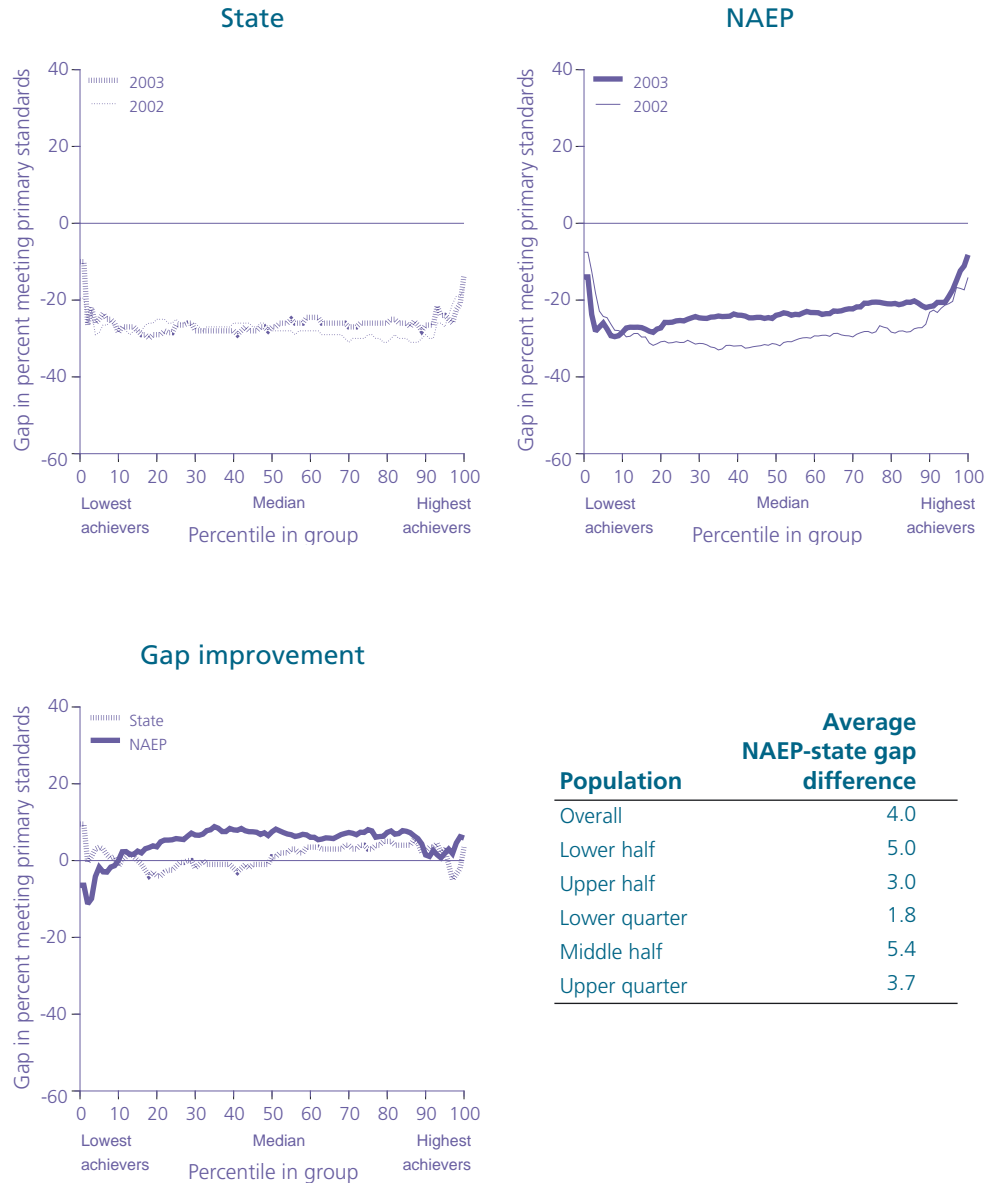 State
40
20
0
-20
-40
-60
Gap in percent meeting primary standards
2003
2002
0 10 20 30 40 50 60 70 80 90 100
Lowest achievers
Median
Highest achievers
Percentile in group
NAEP
40
20
0
-20
-40
-60
Gap in percent meeting primary standards
2003
2002
0 10 20 30 40 50 60 70 80 90 100
Lowest achievers
Median
Highest achievers
Percentile in group
Gap improvement
40
20
0
-20
-40
-60
Gap in percent meeting primary standards
State
NAEP
0 10 20 30 40 50 60 70 80 90 100
Lowest achievers
Median
Highest achievers
Percentile in group
Average
NAEP-state gap
Population difference
Overall 4.0
Lower half 5.0
Upper half 3.0
Lower quarter 1.8
Middle half 5.4
Upper quarter 3.7